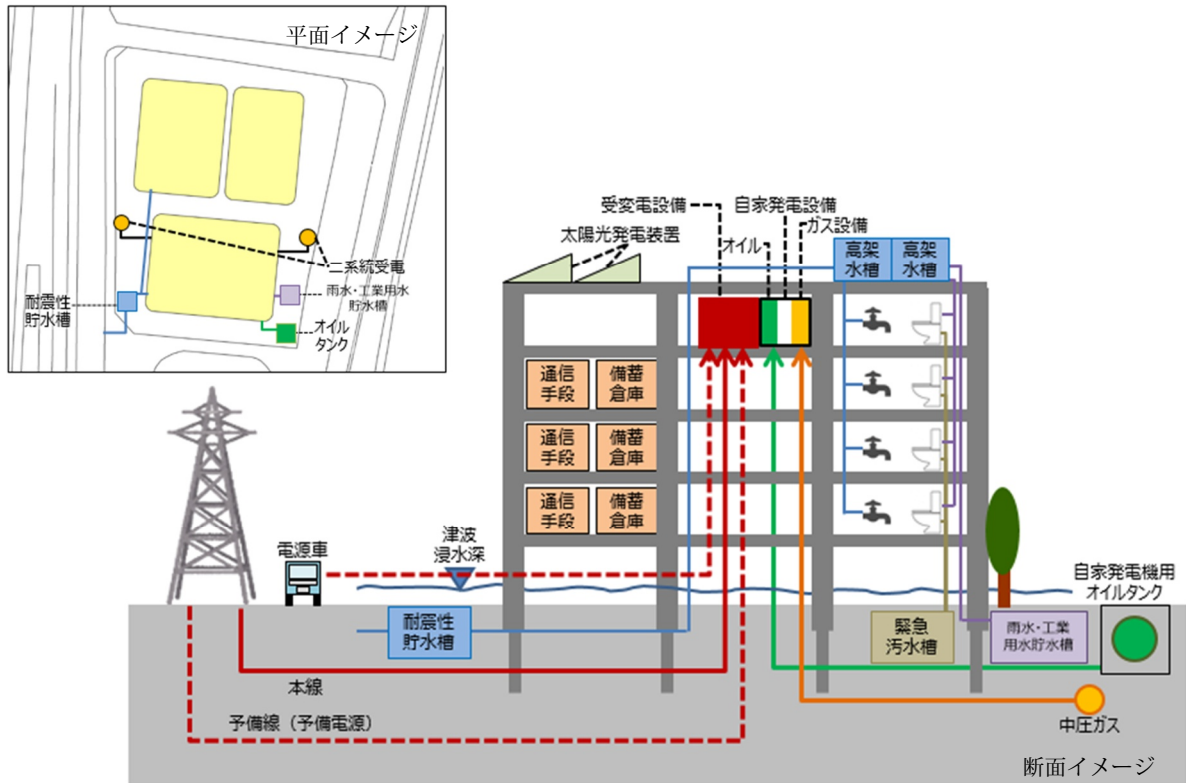 平面イメージ
二系統受電
耐震性
貯水槽
雨水・工業用水
貯水槽
オイル
タンク
受変電設備
自家発電設備
ガス設備
太陽光発電装置
オイル
高架
水槽
高架
水槽
通信
手段
備蓄
倉庫
通信
手段
備蓄
倉庫
通信
手段
備蓄
倉庫
電源車
津波
浸水深
自家発電機用
オイルタンク
耐震性
貯水槽
緊急
汚水槽
雨水・工業
用水貯水槽
本線
予備線（予備電源）
中圧ガス
断面イメージ